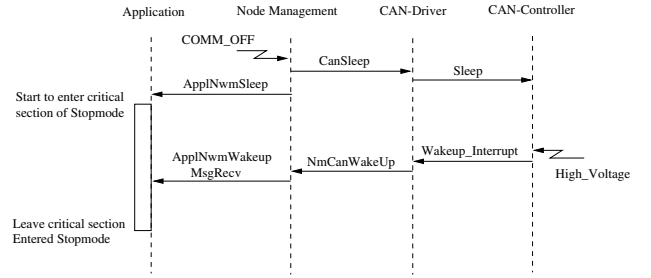 Application
Node Management
CAN-Driver
CAN-Controller
COMM_OFF
CanSleep
Sleep
ApplNwmSleep
Start to enter critical
section of Stopmode
Wakeup_Interrupt
ApplNwmWakeup
NmCanWakeUp
MsgRecv
High_Voltage
Leave critical section
Entered Stopmode